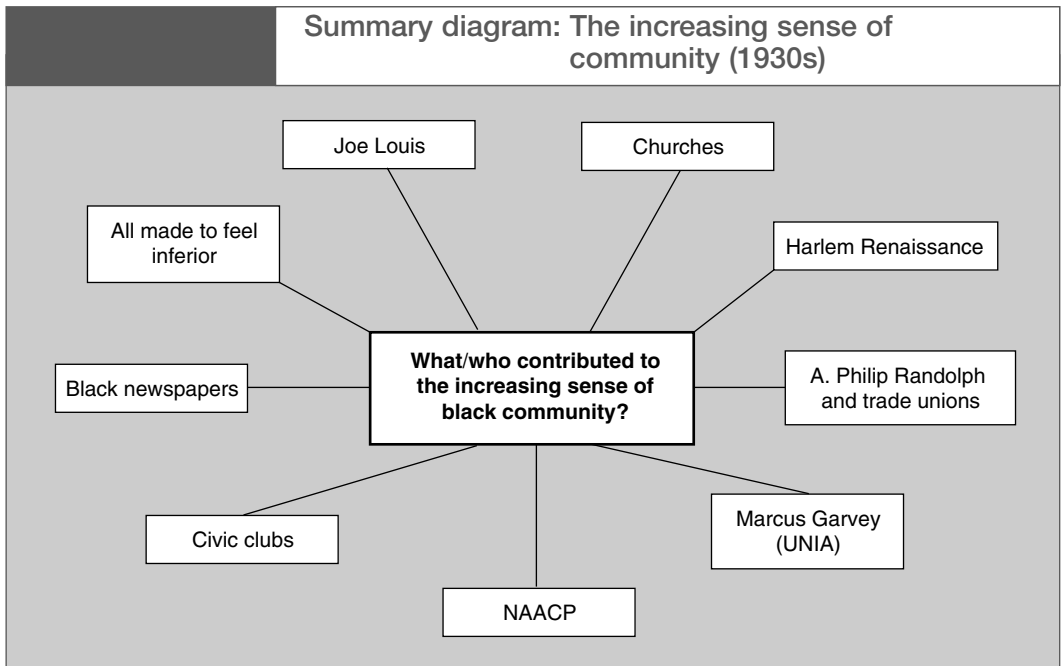 Summary diagram: The increasing sense of
community (1930s)
Joe Louis
Churches
All made to feel
inferior
Harlem Renaissance
What/who contributed to
the increasing sense of
black community?
Black newspapers
A. Philip Randolph
and trade unions
Civic clubs
Marcus Garvey
(UNIA)
NAACP